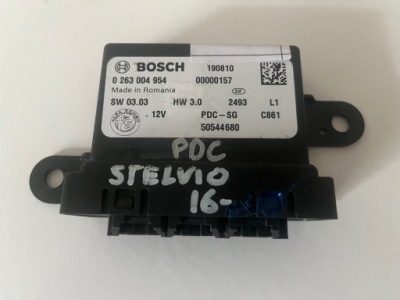 BOSCH 190810
0 263 004 954 00000157
Made in Romania
SW 03.03 HW 3.0 2493 L1
12V PDC-SG C861
50544680
PDC
STELVIO
16-